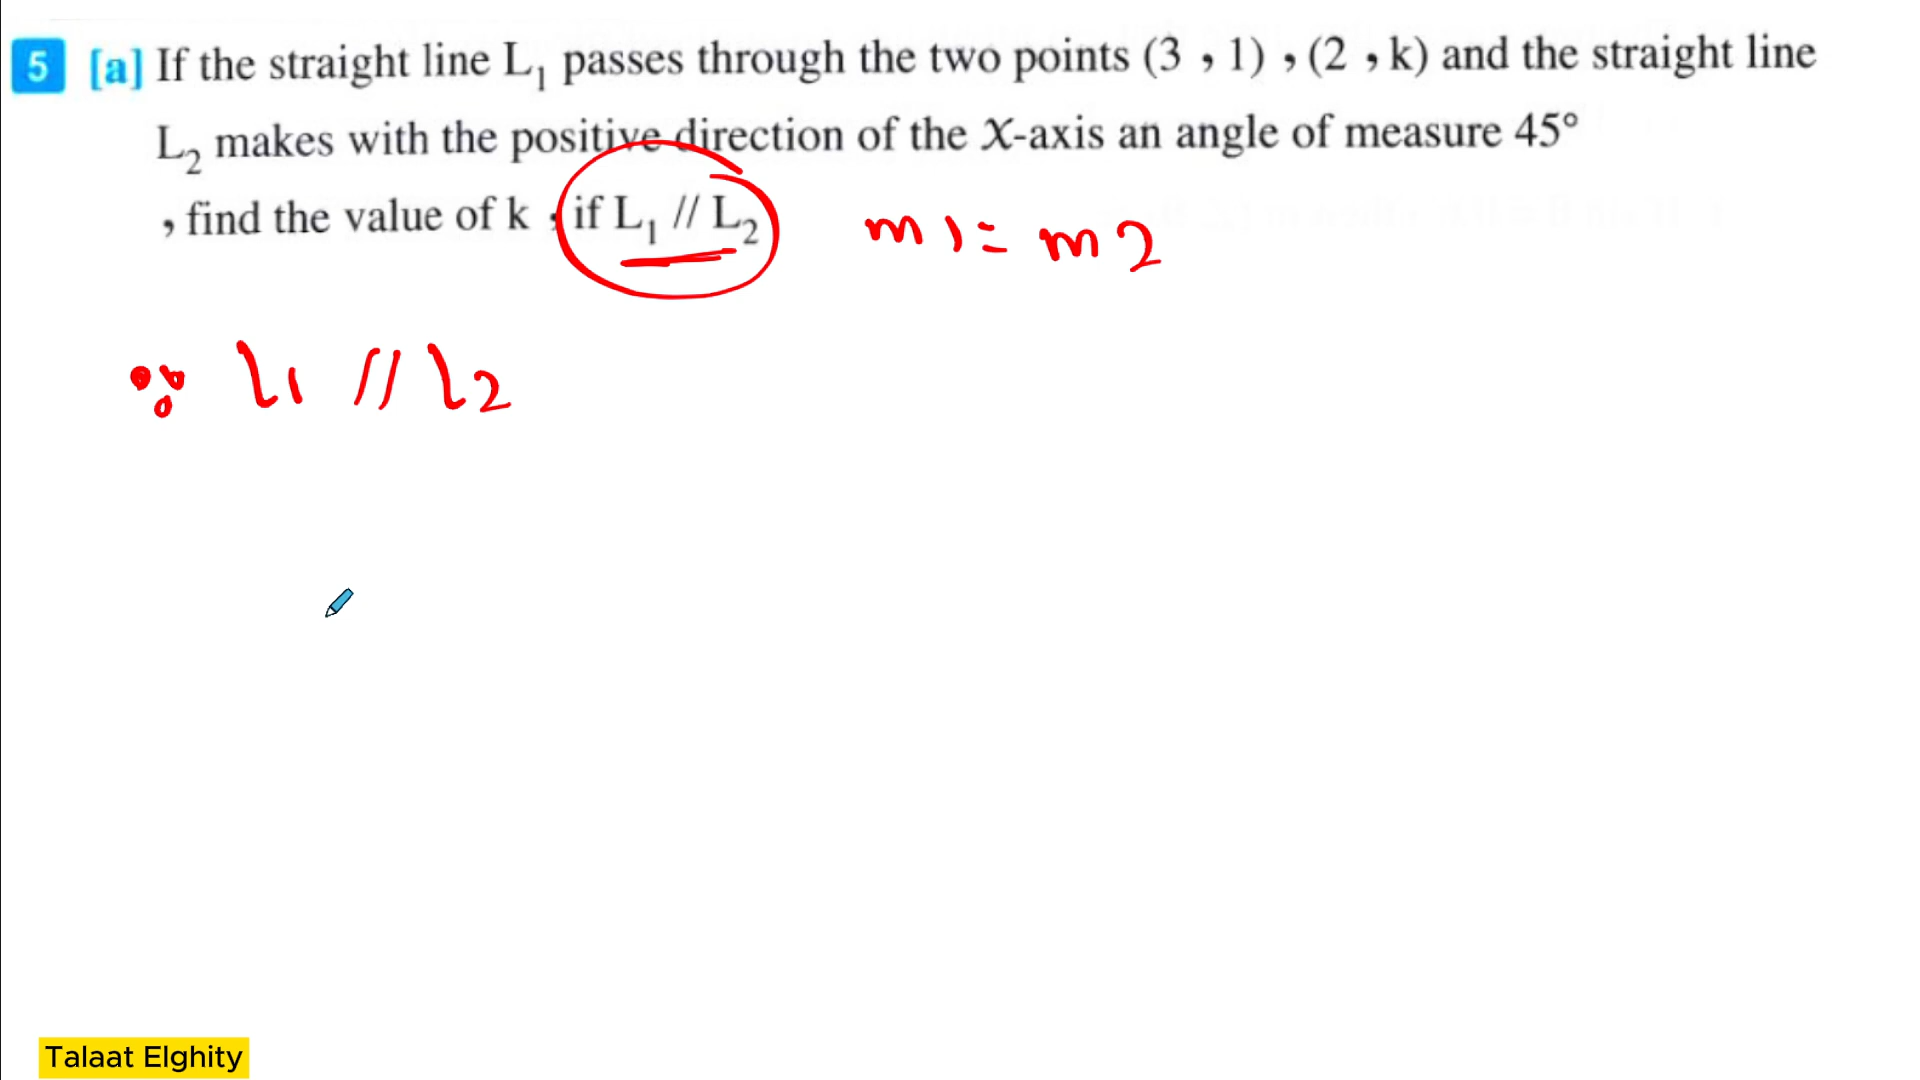 5 [a] If the straight line L₁ passes through the two points (3 , 1) , (2 , k) and the straight line
L₂ makes with the positive direction of the X-axis an angle of measure 45°
, find the value of k , if L₁ // L₂
m1 = m2
∵ L1 // L2
Talaat Elghity